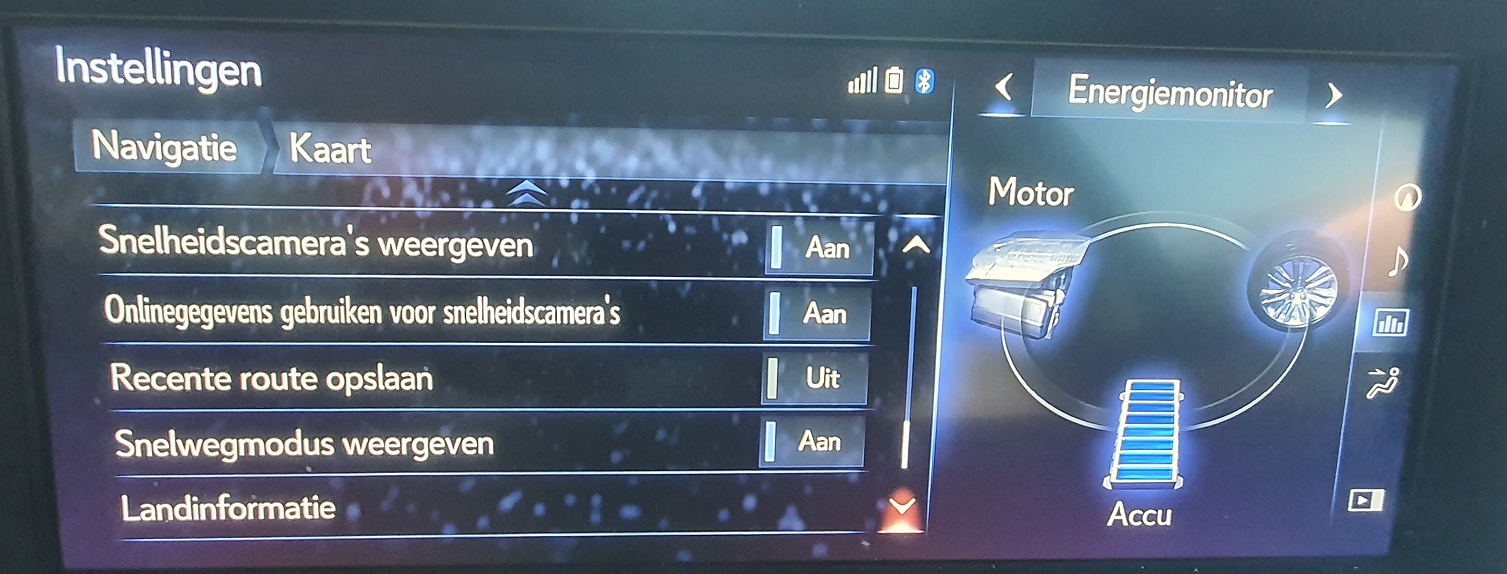 Instellingen
Energiemonitor
Navigatie
Kaart
Motor
Snelheidscamera's weergeven
Aan
Onlinegegevens gebruiken voor snelheidscamera's
Aan
Recente route opslaan
Uit
Snelwegmodus weergeven
Aan
Landinformatie
Accu